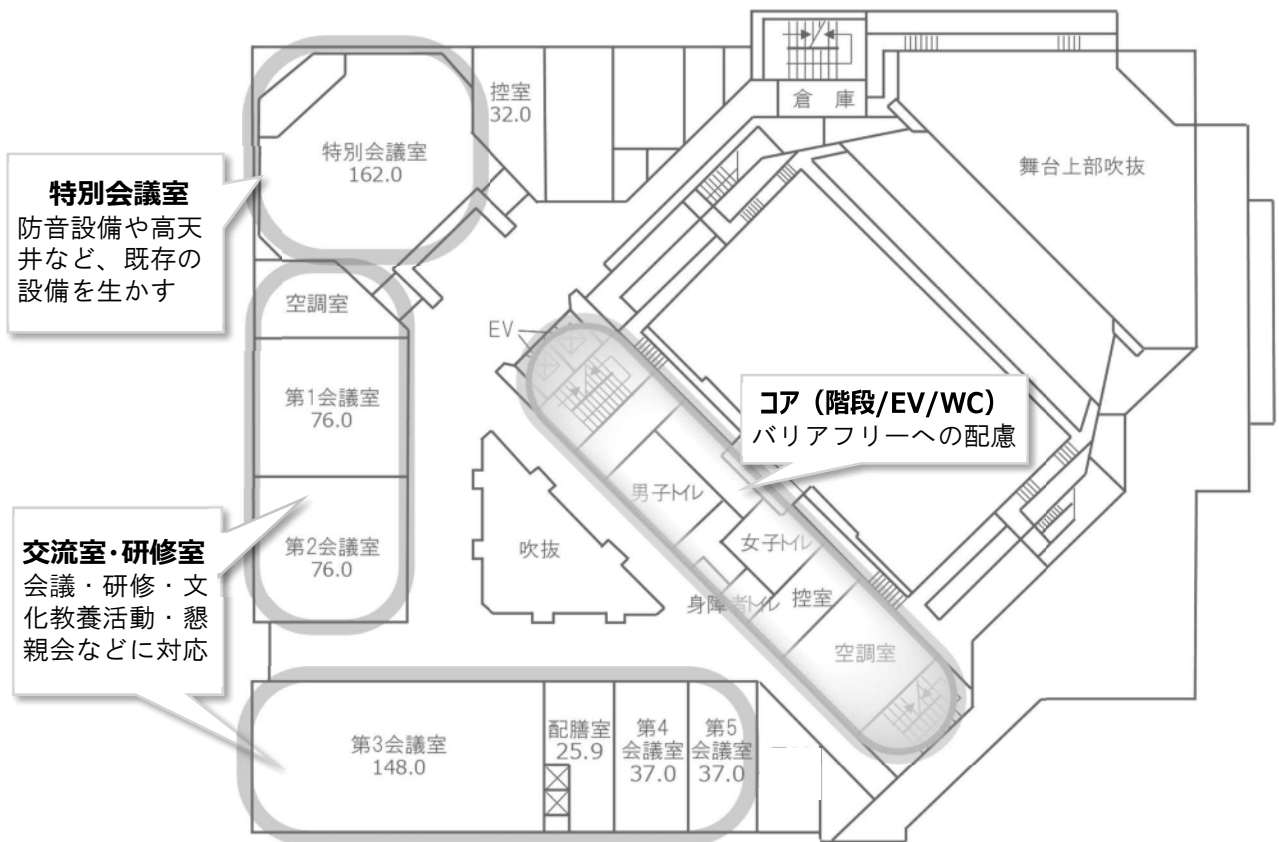 控室
32.0
倉 庫
特別会議室
162.0
舞台上部吹抜
特別会議室
防音設備や高天
井など、既存の
設備を生かす
空調室
EV
第1会議室
76.0
コア（階段/EV/WC）
バリアフリーへの配慮
男子トイレ
女子トイレ
吹抜
第2会議室
76.0
交流室・研修室
会議・研修・文
化教養活動・懇
親会などに対応
身障者トイレ
控室
空調室
第3会議室
148.0
配膳室
25.9
第4
会議室
37.0
第5
会議室
37.0